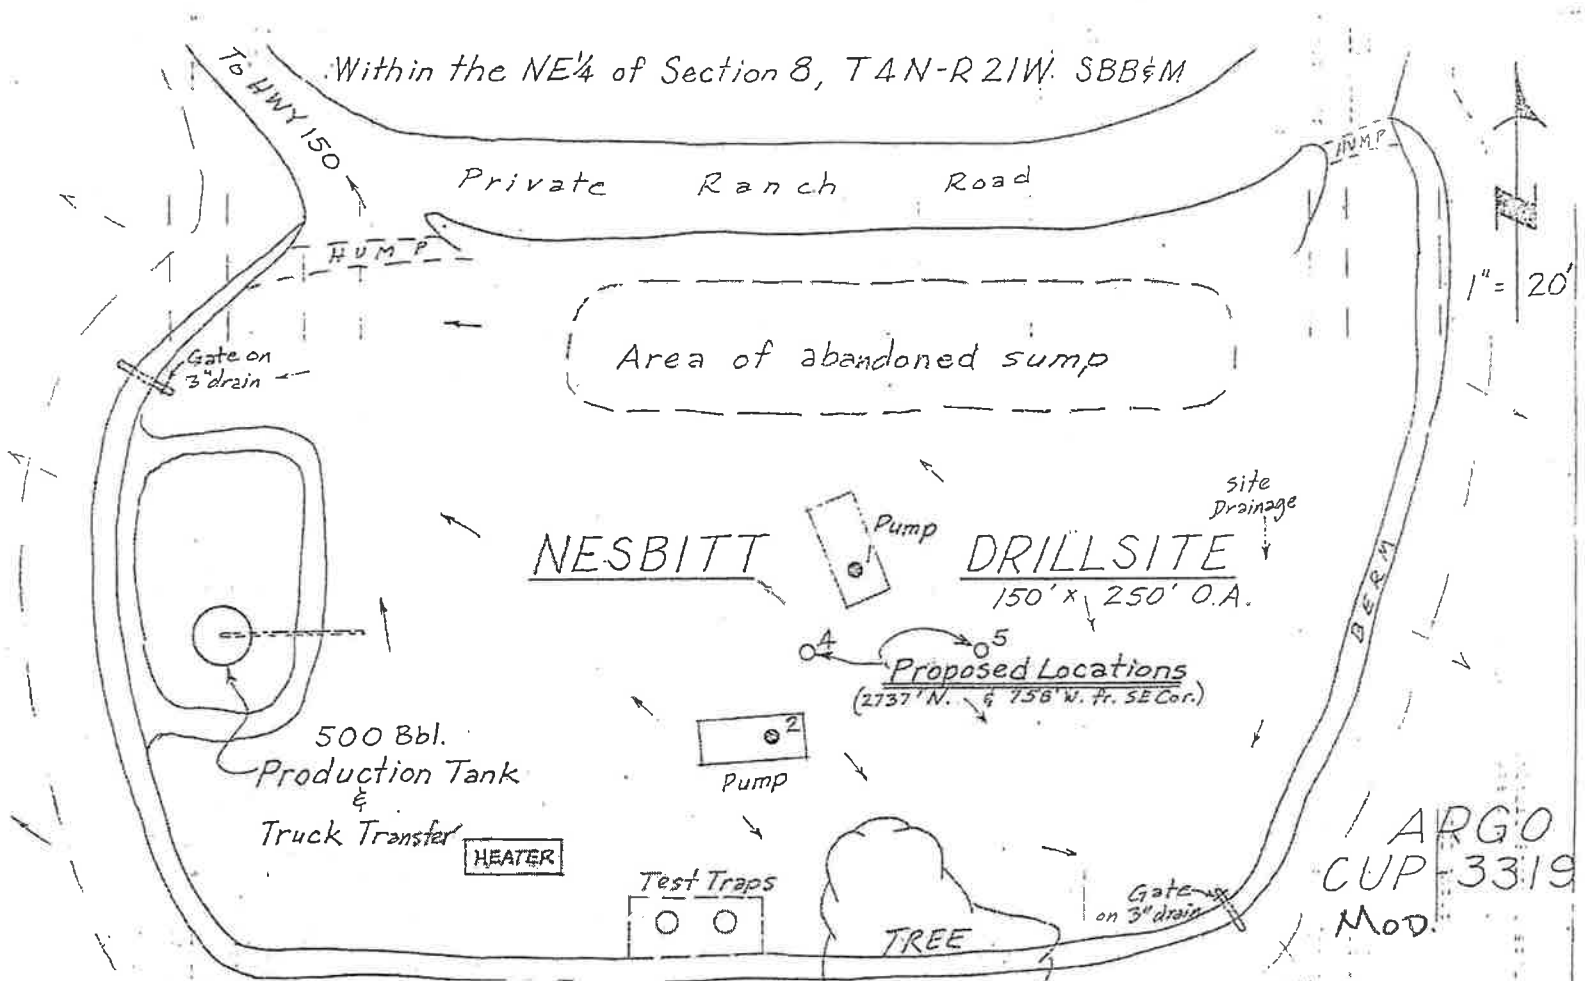 Within the NE¼ of Section 8, T4N-R21W. SBB&M
To HWY 150
Private Ranch Road
HUMP
HUMP
N
1" = 20'
Gate on
3" drain
Area of abandoned sump
Site
Drainage
Pump
NESBITT DRILLSITE
150' x 250' O.A.
BERM
4
5
Proposed Locations
(2737' N. & 758' W. fr. SE Cor.)
2
Pump
500 Bbl.
Production Tank
&
Truck Transfer
HEATER
Test Traps
TREE
Gate
on 3" drain
ARGO
CUP-3319
MOD.